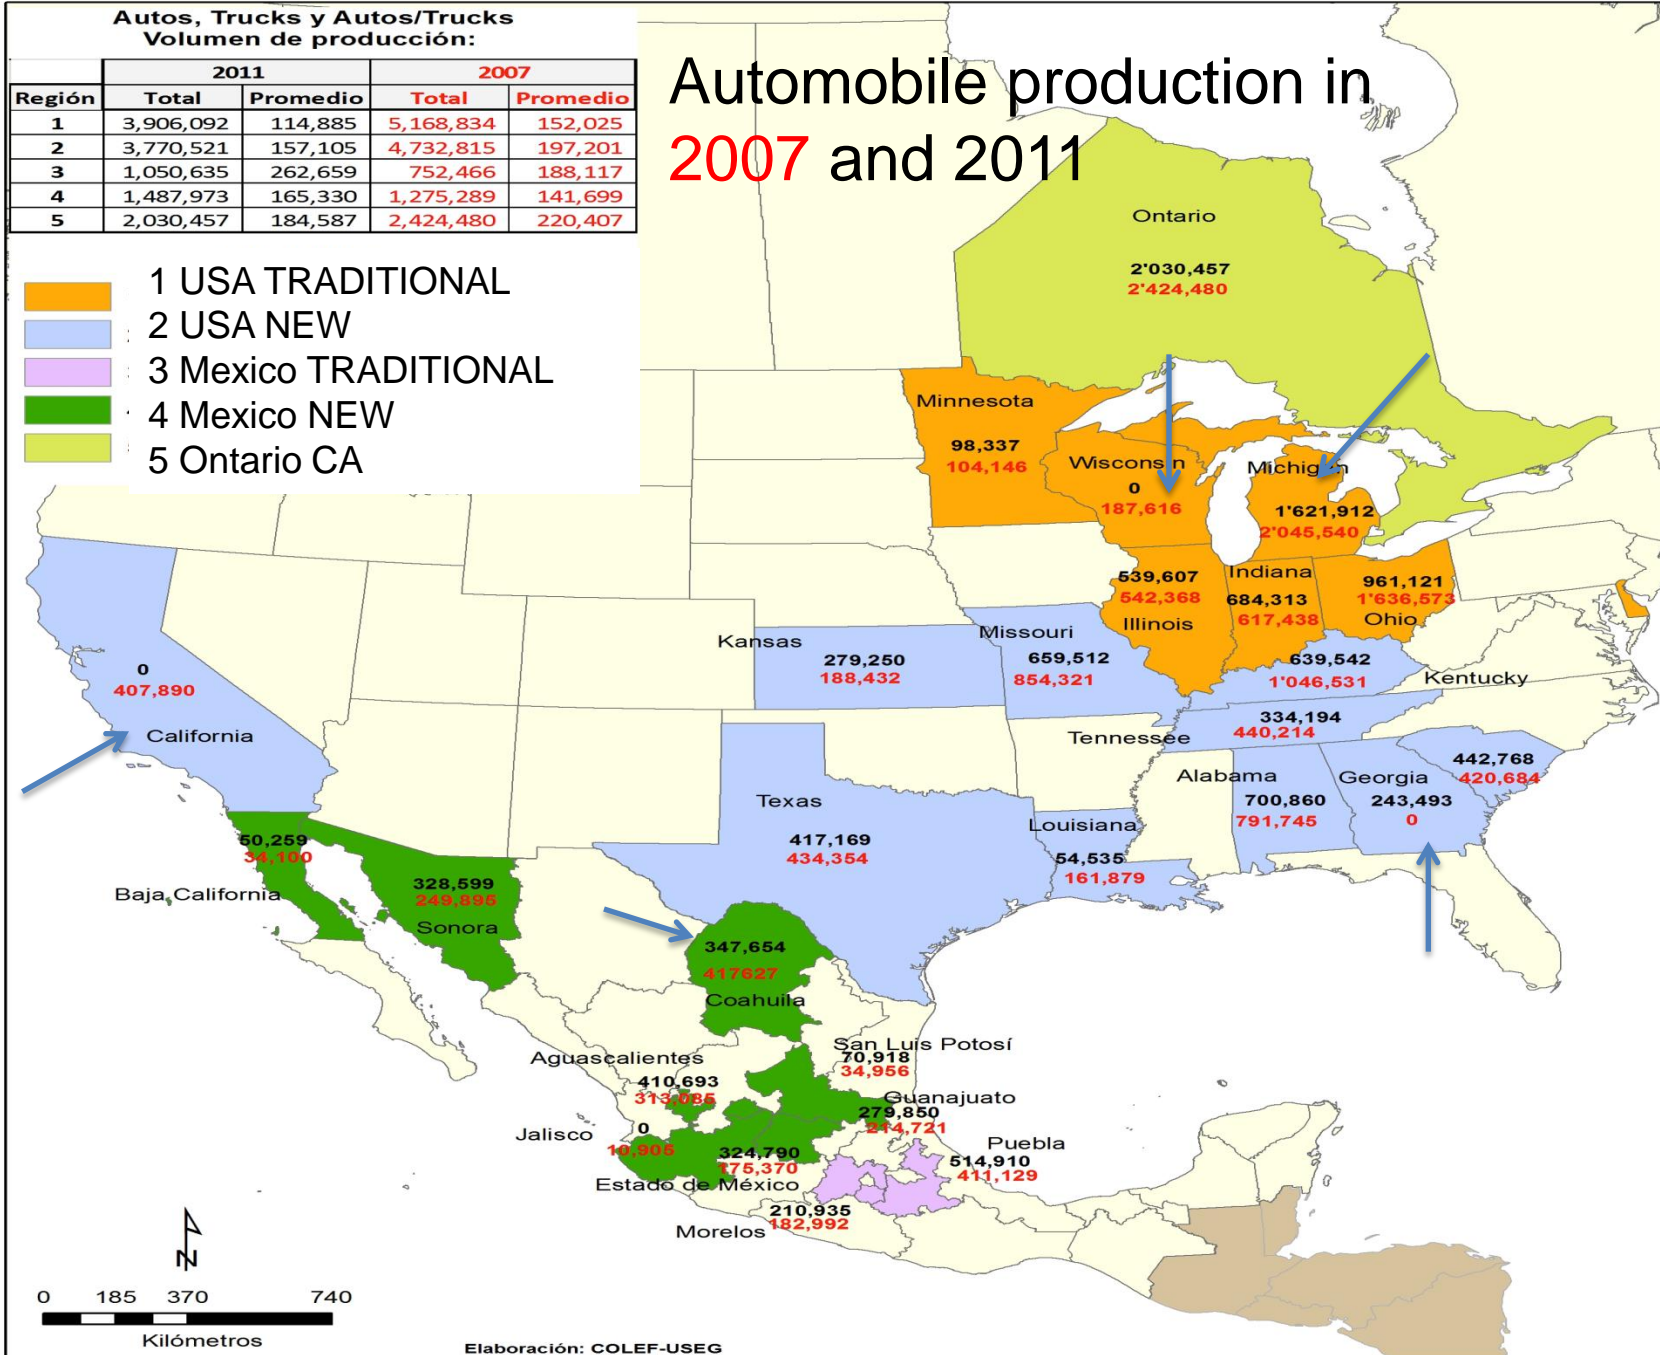 Autos, Trucks y Autos/Trucks
Volumen de producción:
2011 2007
Región Total Promedio Total Promedio
1 3,906,092 114,885 5,168,834 152,025
2 3,770,521 157,105 4,732,815 197,201
3 1,050,635 262,659 752,466 188,117
4 1,487,973 165,330 1,275,289 141,699
5 2,030,457 184,587 2,424,480 220,407
Automobile production in
2007 and 2011
1 USA TRADITIONAL
2 USA NEW
3 Mexico TRADITIONAL
4 Mexico NEW
5 Ontario CA
Ontario
2'030,457
2'424,480
Minnesota
98,337
104,146
Wisconsin
0
187,616
Michigan
1'621,912
2'045,540
539,607
542,368
Illinois
Indiana
684,313
617,438
961,121
1'636,573
Ohio
Kansas
279,250
188,432
Missouri
659,512
854,321
639,542
1'046,531
Kentucky
0
407,890
California
334,194
440,214
Tennessee
442,768
420,684
Alabama
700,860
791,745
Georgia
243,493
0
Texas
417,169
434,354
Louisiana
54,535
161,879
50,259
34,100
Baja California
328,599
249,895
Sonora
347,654
417627
Coahuila
San Luis Potosí
70,918
34,956
Aguascalientes
410,693
313,085
Guanajuato
279,850
214,721
Jalisco
0
10,905
324,790
175,370
Estado de México
Puebla
514,910
411,129
210,935
182,992
Morelos
N
0 185 370 740
Kilómetros
Elaboración: COLEF-USEG